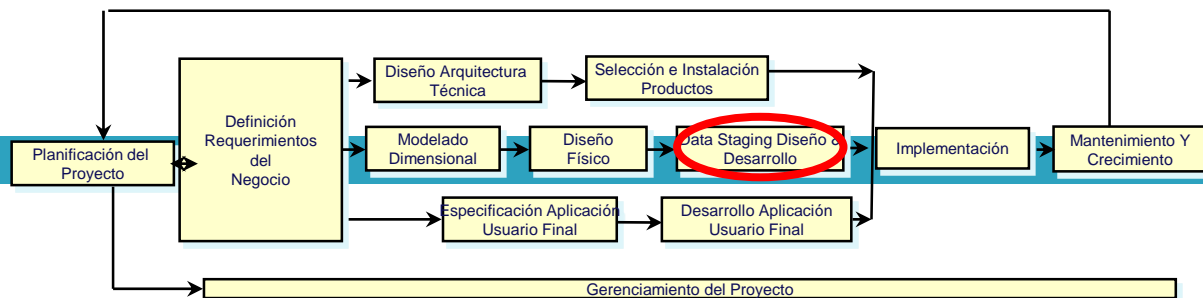 Diseño Arquitectura
Técnica
Selección e Instalación
Productos
Definición
Requerimientos
del
Negocio
Planificación del
Proyecto
Modelado
Dimensional
Diseño
Físico
Data Staging Diseño &
Desarrollo
Implementación
Mantenimiento Y
Crecimiento
Especificación Aplicación
Usuario Final
Desarrollo Aplicación
Usuario Final
Gerenciamiento del Proyecto